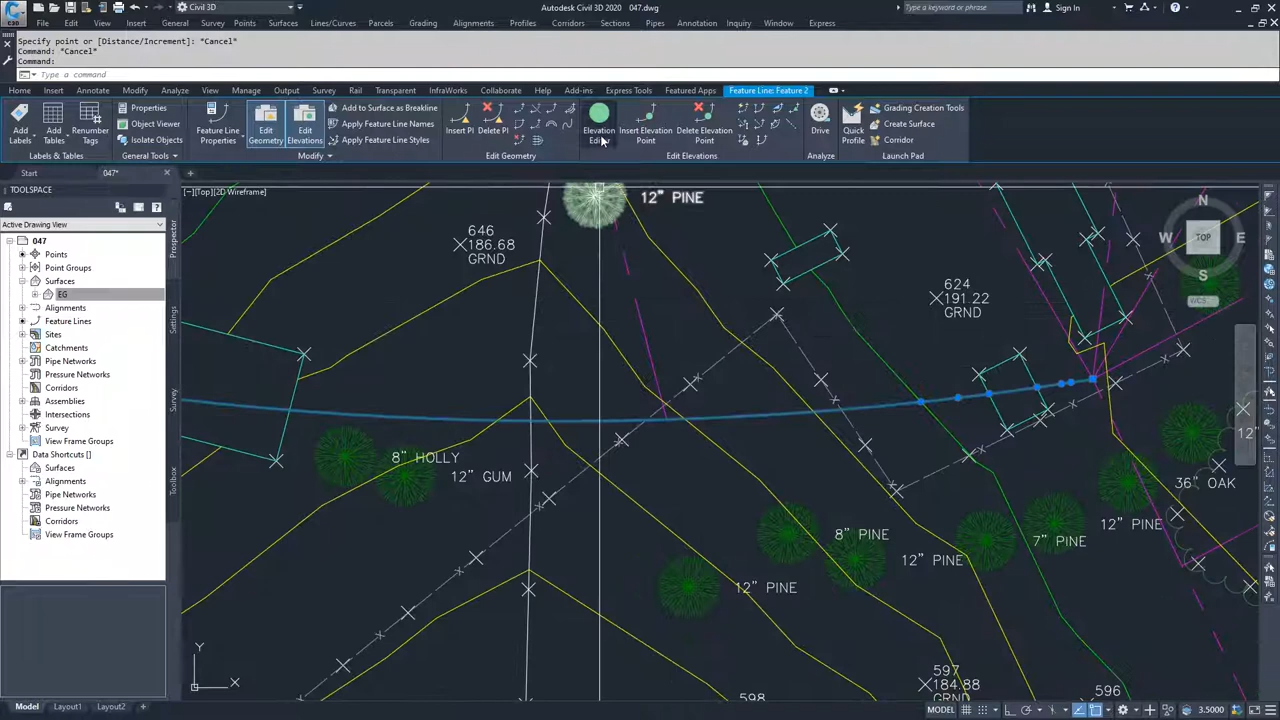 C3D
Civil 3D
Autodesk Civil 3D 2020 047.dwg
Type a keyword or phrase
Sign In
File Edit View Insert General Survey Points Surfaces Lines/Curves Parcels Grading Alignments Profiles Corridors Sections Pipes Annotation Inquiry Window Express
Specify point or [Distance/Increment]: *Cancel*
Command: *Cancel*
Command:
Type a command
Home Insert Annotate Modify Analyze View Manage Output Survey Rail Transparent InfraWorks Collaborate Help Add-ins Express Tools Featured Apps Feature Line: Feature 2
Add Labels
Add Tables
Renumber Tags
Properties
Object Viewer
Isolate Objects
Feature Line Properties
Edit Geometry
Edit Elevations
Add to Surface as Breakline
Apply Feature Line Names
Apply Feature Line Styles
Insert PI
Delete PI
Elevation Editor
Insert Elevation Point
Delete Elevation Point
Drive
Quick Profile
Grading Creation Tools
Create Surface
Corridor
Labels & Tables
General Tools
Modify
Edit Geometry
Edit Elevations
Analyze
Launch Pad
Start
047*
TOOLSPACE
Active Drawing View
047
Points
Point Groups
Surfaces
EG
Alignments
Feature Lines
Sites
Catchments
Pipe Networks
Pressure Networks
Corridors
Assemblies
Intersections
Survey
View Frame Groups
Data Shortcuts []
Surfaces
Alignments
Pipe Networks
Pressure Networks
Corridors
View Frame Groups
Prospector
Settings
Survey
Toolbox
[-][Top][2D Wireframe]
12" PINE
646
186.68
GRND
624
191.22
GRND
N
W TOP E
S
WCS
8" HOLLY
12" GUM
8" PINE
12" PINE
7" PINE
12" PINE
36" OAK
12"
12" PINE
597
184.88
GRND
598
596
Y
X
Model Layout1 Layout2
MODEL
3.5000